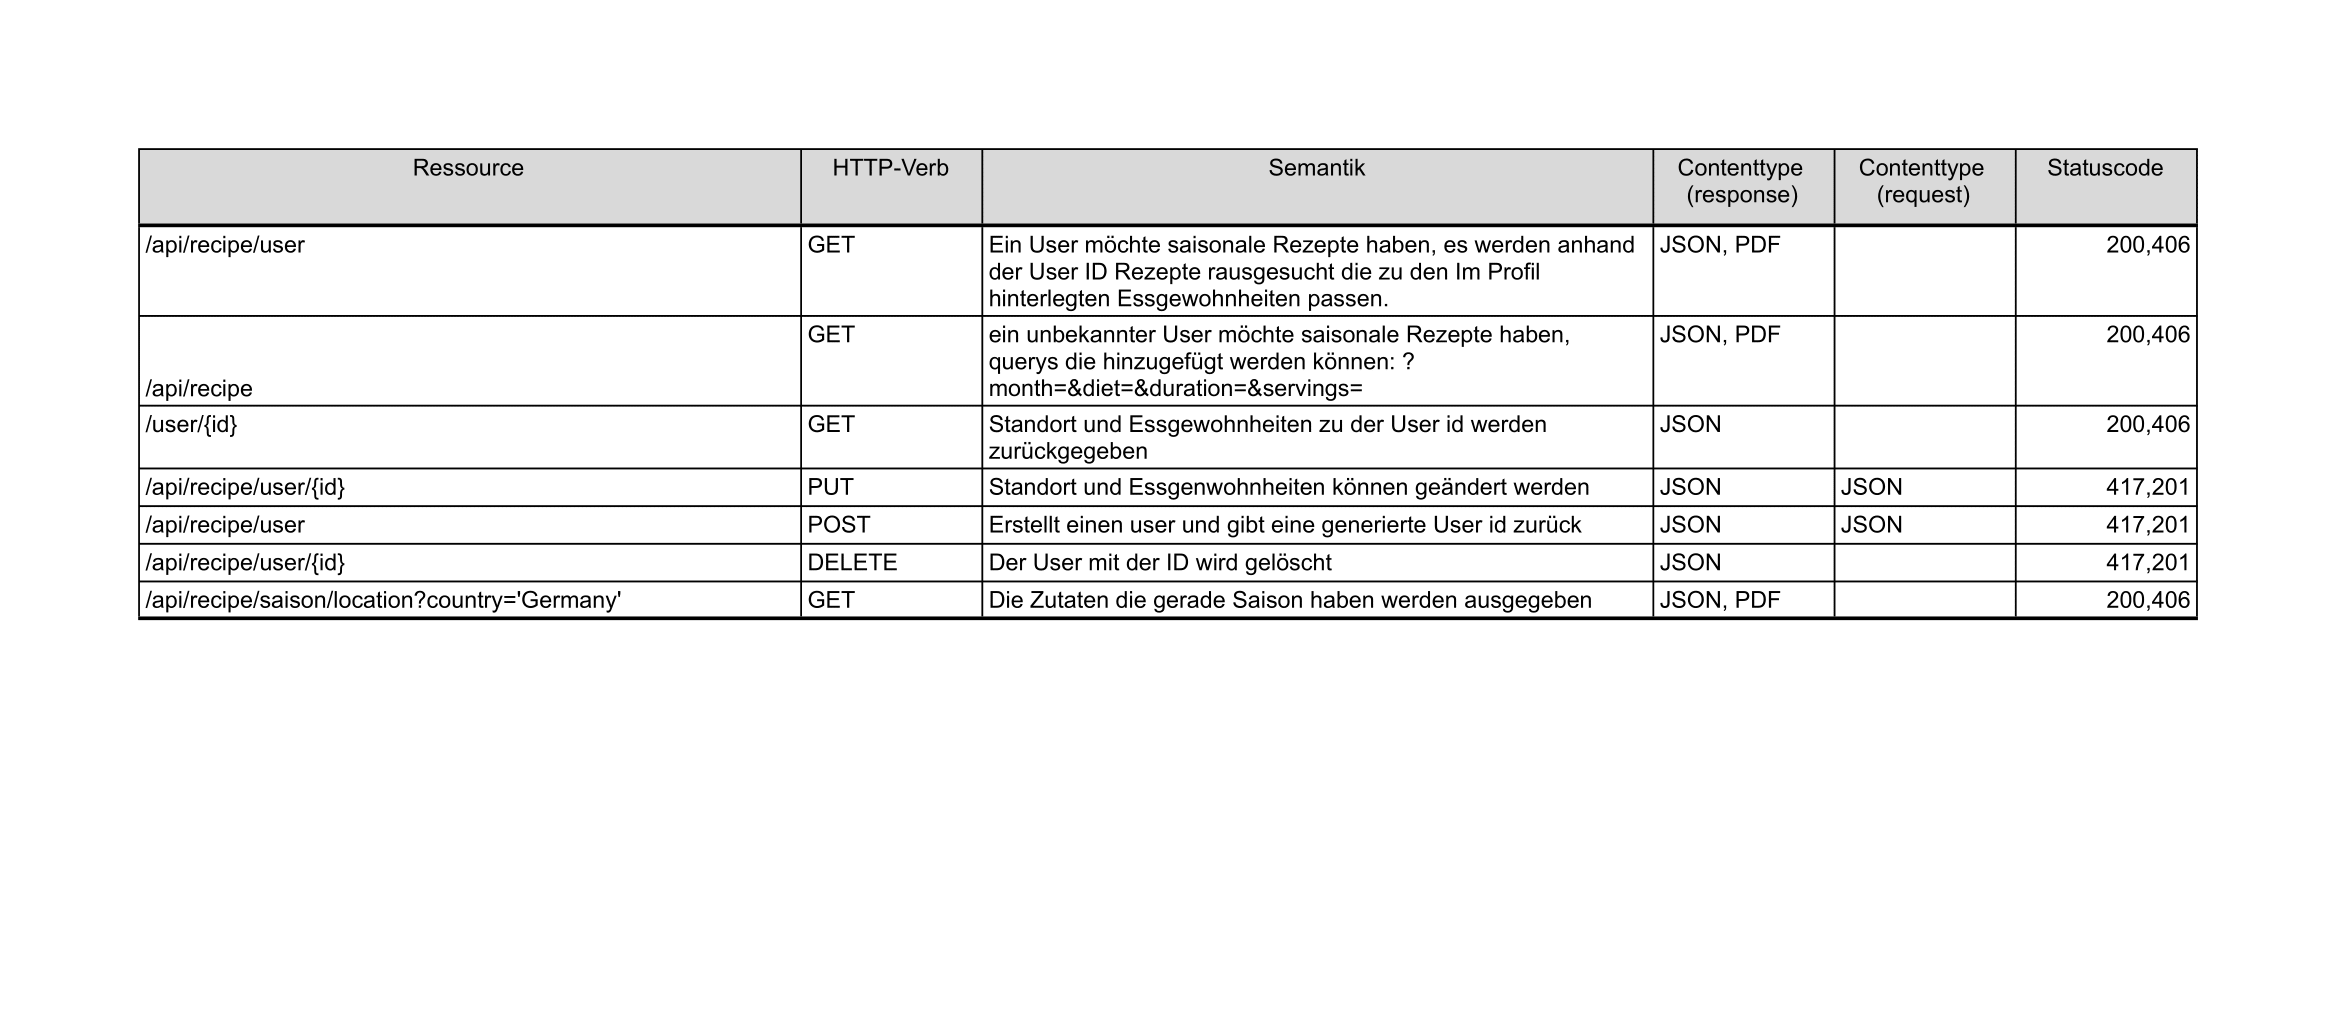 Ressource HTTP-Verb Semantik Contenttype (response) Contenttype (request) Statuscode
/api/recipe/user GET Ein User möchte saisonale Rezepte haben, es werden anhand JSON, PDF 200,406
der User ID Rezepte rausgesucht die zu den Im Profil
hinterlegten Essgewohnheiten passen.
GET ein unbekannter User möchte saisonale Rezepte haben, JSON, PDF 200,406
querys die hinzugefügt werden können: ?
/api/recipe month=&diet=&duration=&servings=
/user/{id} GET Standort und Essgewohnheiten zu der User id werden JSON 200,406
zurückgegeben
/api/recipe/user/{id} PUT Standort und Essgenwohnheiten können geändert werden JSON JSON 417,201
/api/recipe/user POST Erstellt einen user und gibt eine generierte User id zurück JSON JSON 417,201
/api/recipe/user/{id} DELETE Der User mit der ID wird gelöscht JSON 417,201
/api/recipe/saison/location?country='Germany' GET Die Zutaten die gerade Saison haben werden ausgegeben JSON, PDF 200,406